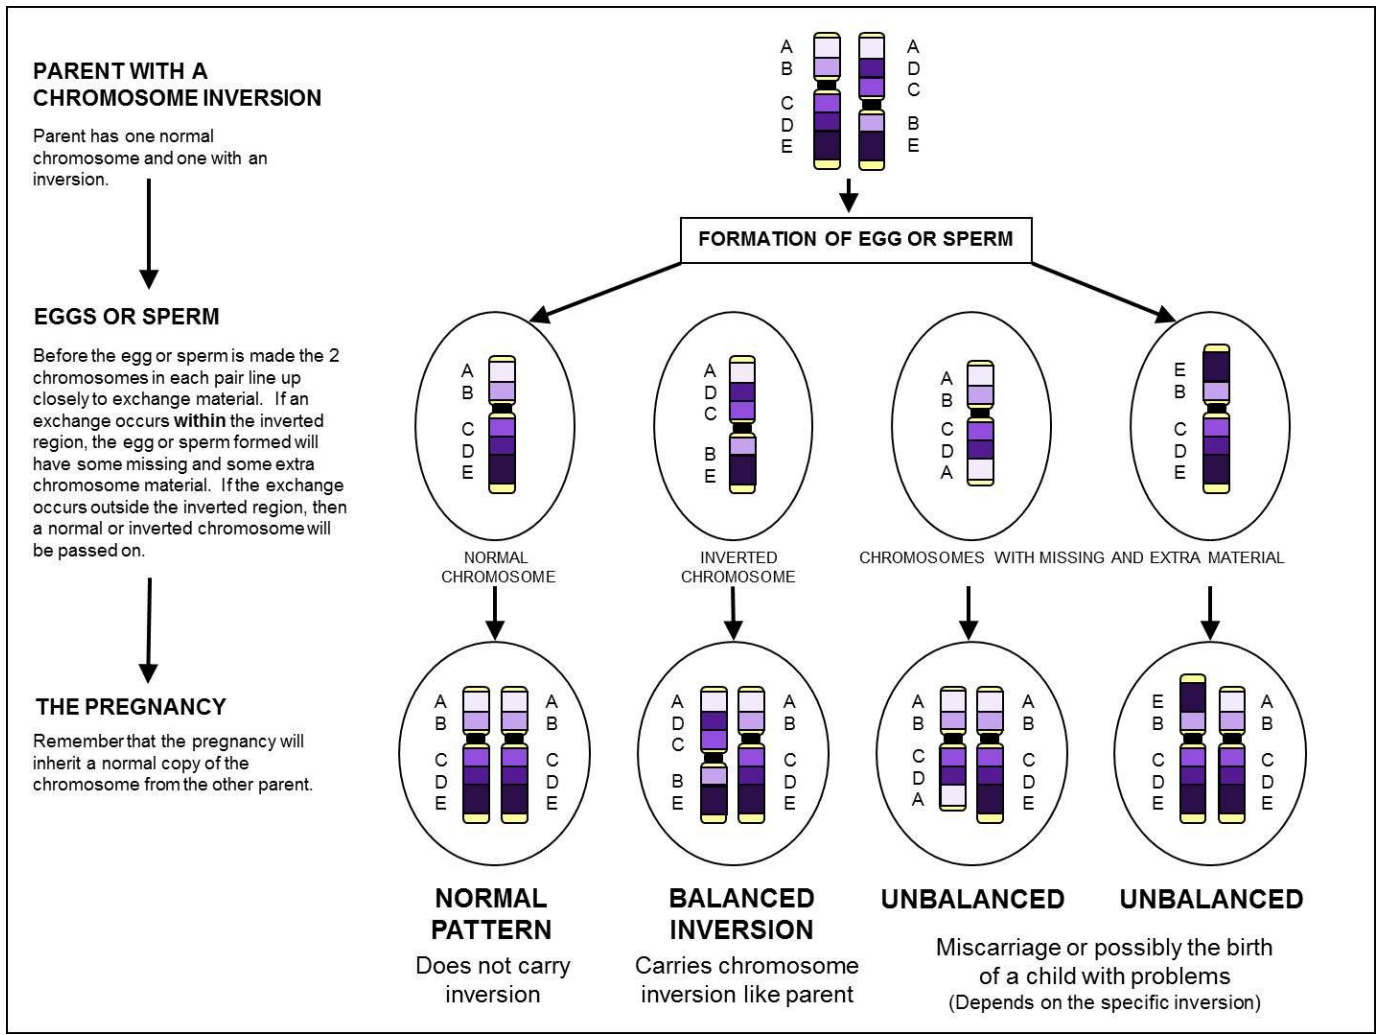 PARENT WITH A
CHROMOSOME INVERSION
Parent has one normal
chromosome and one with an
inversion.
A
B
C
D
E
A
D
C
B
E
FORMATION OF EGG OR SPERM
EGGS OR SPERM
Before the egg or sperm is made the 2
chromosomes in each pair line up
closely to exchange material. If an
exchange occurs within the inverted
region, the egg or sperm formed will
have some missing and some extra
chromosome material. If the exchange
occurs outside the inverted region, then
a normal or inverted chromosome will
be passed on.
A
B
C
D
E
A
D
C
B
E
A
B
C
D
A
E
B
C
D
E
NORMAL
CHROMOSOME
INVERTED
CHROMOSOME
CHROMOSOMES WITH MISSING AND EXTRA MATERIAL
THE PREGNANCY
Remember that the pregnancy will
inherit a normal copy of the
chromosome from the other parent.
A
B
C
D
E
A
B
C
D
E
A
D
C
B
E
A
B
C
D
E
A
B
C
D
A
A
B
C
D
E
E
B
C
D
E
A
B
C
D
E
NORMAL
PATTERN
Does not carry
inversion
BALANCED
INVERSION
Carries chromosome
inversion like parent
UNBALANCED
UNBALANCED
Miscarriage or possibly the birth
of a child with problems
(Depends on the specific inversion)